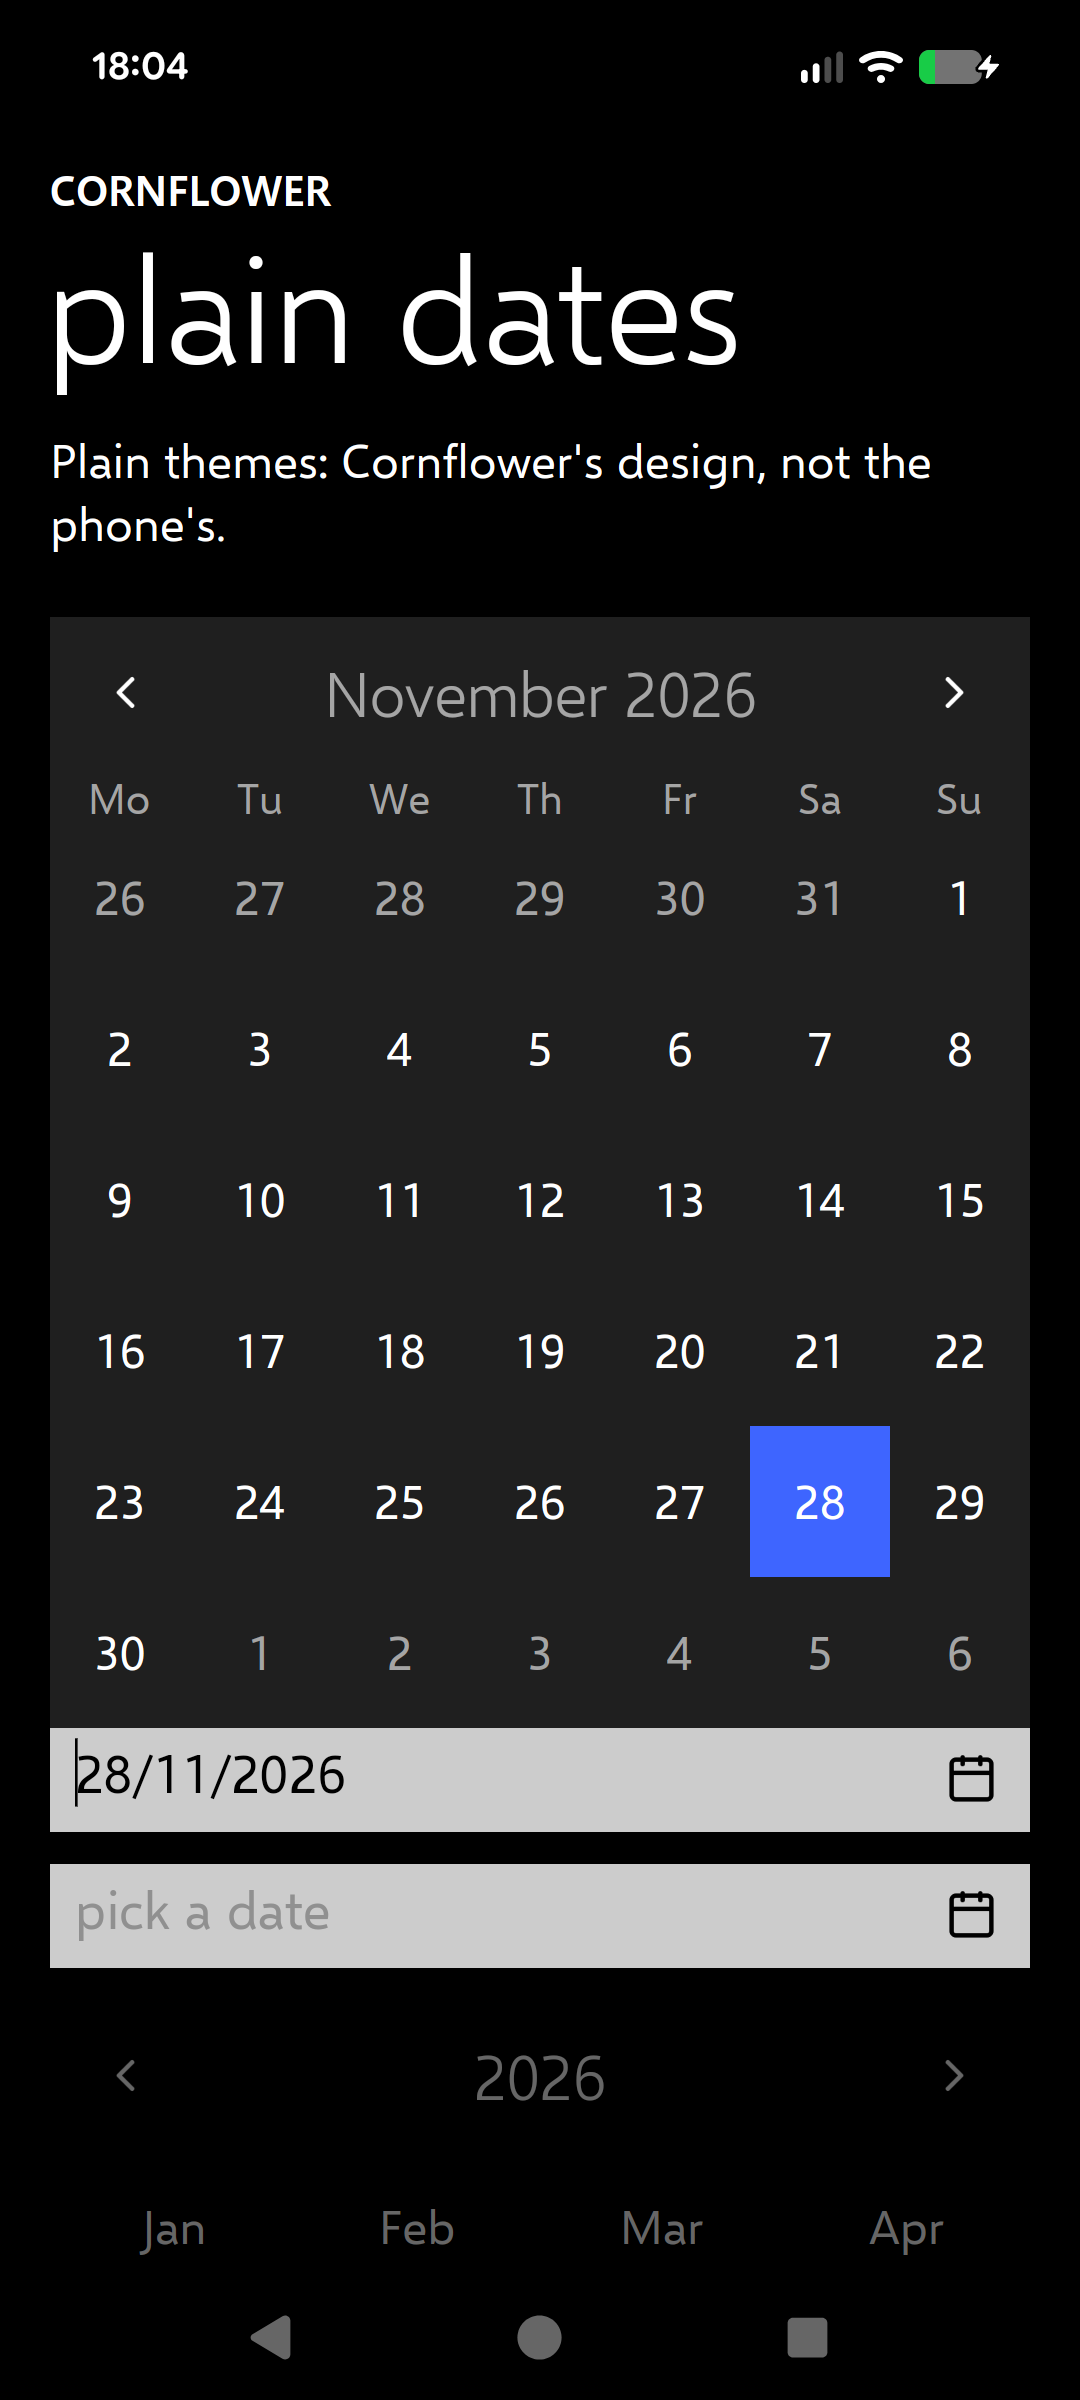 18:04
CORNFLOWER
plain dates
Plain themes: Cornflower's design, not the
phone's.
November 2026
Mo Tu We Th Fr Sa Su
26 27 28 29 30 31 1
2 3 4 5 6 7 8
9 10 11 12 13 14 15
16 17 18 19 20 21 22
23 24 25 26 27 28 29
30 1 2 3 4 5 6
28/11/2026
pick a date
2026
Jan Feb Mar Apr